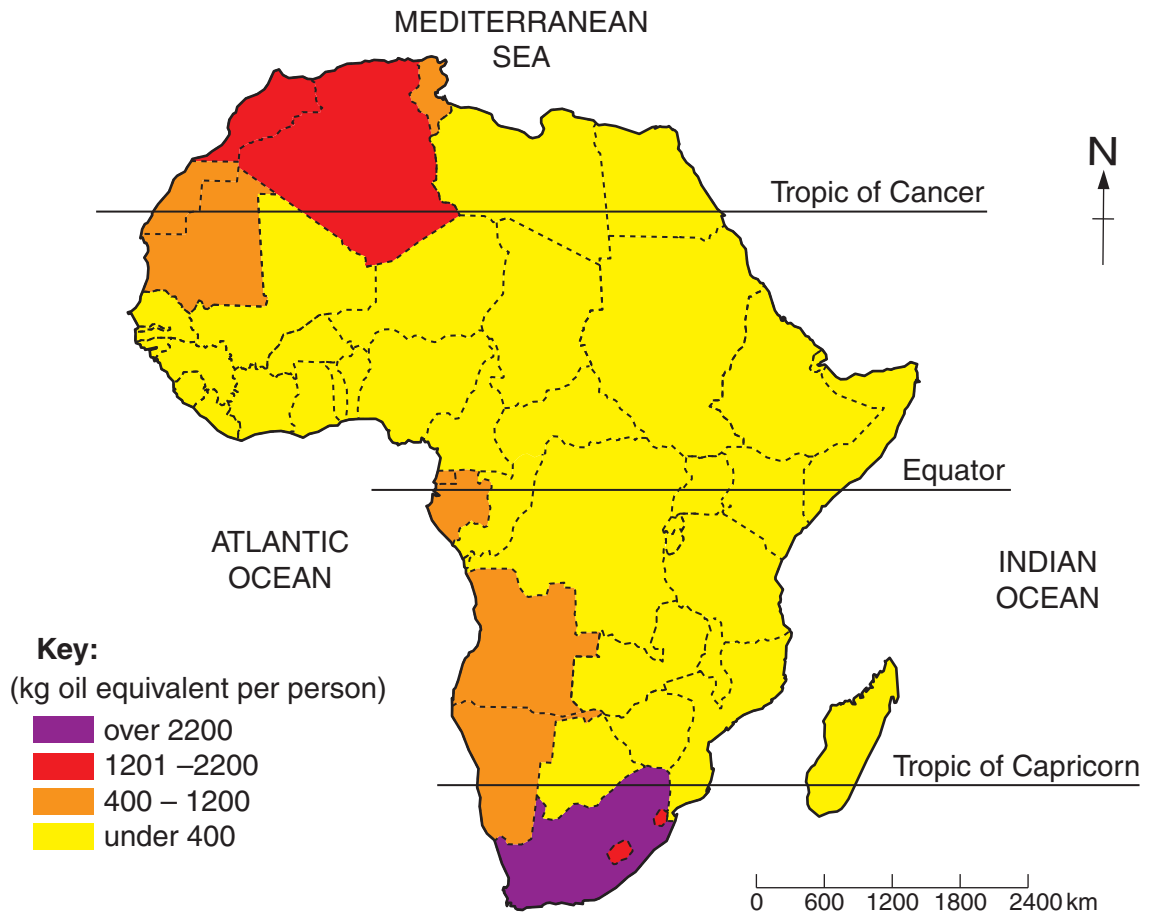 MEDITERRANEAN
SEA
N
Tropic of Cancer
Equator
ATLANTIC
OCEAN
INDIAN
OCEAN
Key:
(kg oil equivalent per person)
over 2200
1201 –2200
400 – 1200
under 400
Tropic of Capricorn
0 600 1200 1800 2400 km